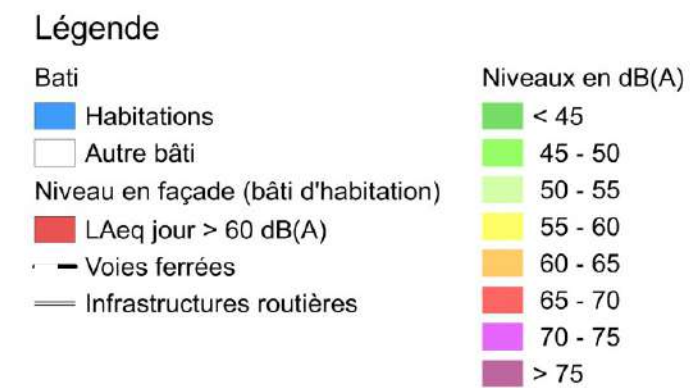 Légende
Bati
Habitations
Autre bâti
Niveau en façade (bâti d'habitation)
LAeq jour > 60 dB(A)
Voies ferrées
Infrastructures routières
Niveaux en dB(A)
< 45
45 - 50
50 - 55
55 - 60
60 - 65
65 - 70
70 - 75
> 75